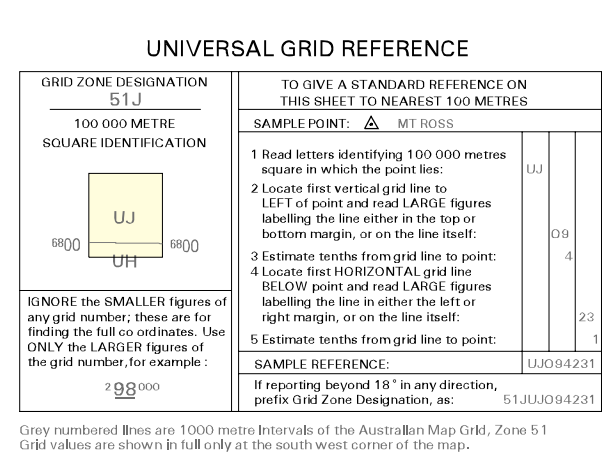 UNIVERSAL GRID REFERENCE
GRID ZONE DESIGNATION
51J
100 000 METRE
SQUARE IDENTIFICATION
UJ
6800
6800
UH
IGNORE the SMALLER figures of
any grid number; these are for
finding the full co ordinates. Use
ONLY the LARGER figures of
the grid number, for example :
298000
TO GIVE A STANDARD REFERENCE ON
THIS SHEET TO NEAREST 100 METRES
SAMPLE POINT: MT ROSS
1 Read letters identifying 100 000 metres
square in which the point lies: UJ
2 Locate first vertical grid line to
LEFT of point and read LARGE figures
labelling the line either in the top or
bottom margin, or on the line itself: 09
3 Estimate tenths from grid line to point: 4
4 Locate first HORIZONTAL grid line
BELOW point and read LARGE figures
labelling the line in either the left or
right margin, or on the line itself: 23
5 Estimate tenths from grid line to point: 1
SAMPLE REFERENCE: UJ094231
If reporting beyond 18° in any direction,
prefix Grid Zone Designation, as: 51JUJ094231
Grey numbered lines are 1000 metre Intervals of the Australian Map Grid, Zone 51
Grid values are shown in full only at the south west corner of the map.